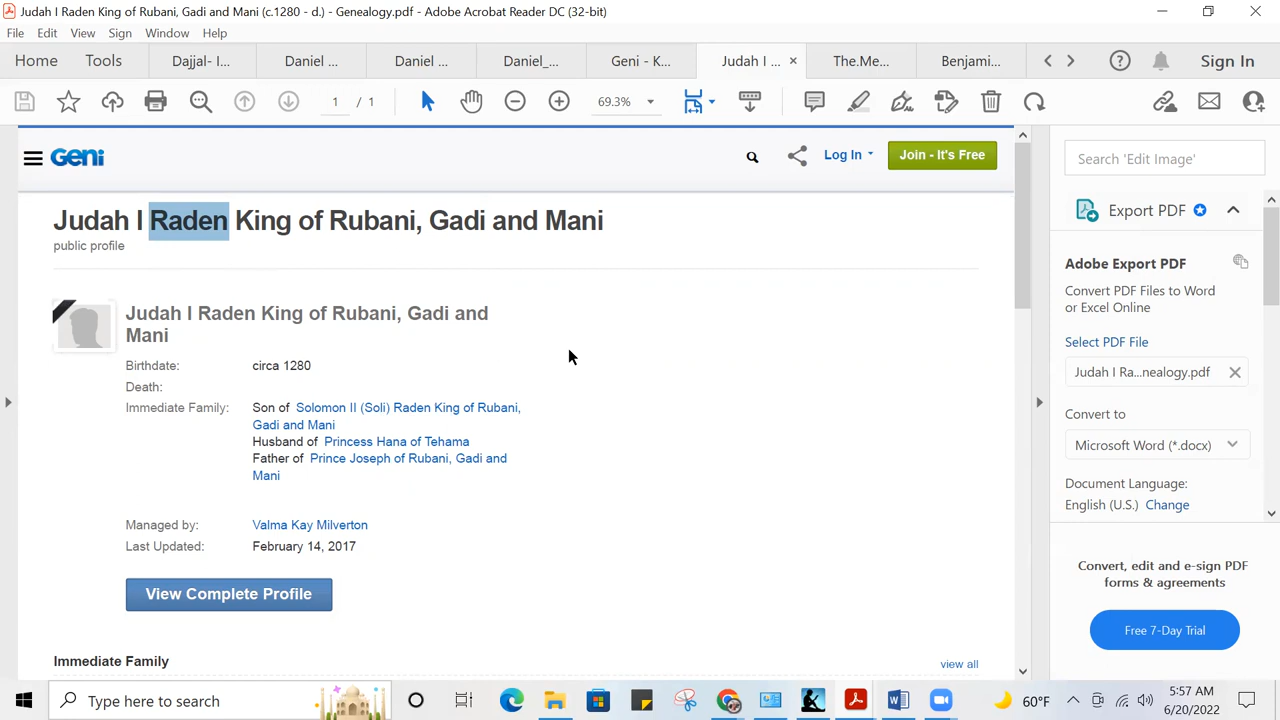 Judah I Raden King of Rubani, Gadi and Mani (c.1280 - d.) - Genealogy.pdf - Adobe Acrobat Reader DC (32-bit)
File Edit View Sign Window Help
Home Tools Dajjal- I... Daniel ... Daniel ... Daniel_... Geni - K... Judah I ... × The.Me... Benjami... Sign In
1 / 1 69.3%
Geni Log In Join - It's Free
Judah I Raden King of Rubani, Gadi and Mani
public profile
Judah I Raden King of Rubani, Gadi and
Mani
Birthdate: circa 1280
Death:
Immediate Family: Son of Solomon II (Soli) Raden King of Rubani,
Gadi and Mani
Husband of Princess Hana of Tehama
Father of Prince Joseph of Rubani, Gadi and
Mani
Managed by: Valma Kay Milverton
Last Updated: February 14, 2017
View Complete Profile
Immediate Family view all
Search 'Edit Image'
Export PDF
Adobe Export PDF
Convert PDF Files to Word
or Excel Online
Select PDF File
Judah I Ra...nealogy.pdf
Convert to
Microsoft Word (*.docx)
Document Language:
English (U.S.) Change
Convert, edit and e-sign PDF
forms & agreements
Free 7-Day Trial
Type here to search 60°F 5:57 AM
6/20/2022